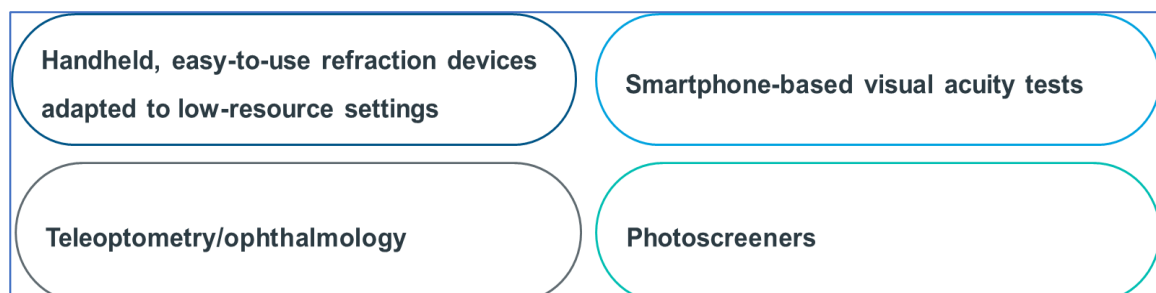 Handheld, easy-to-use refraction devices
adapted to low-resource settings
Smartphone-based visual acuity tests
Teleoptometry/ophthalmology
Photoscreeners